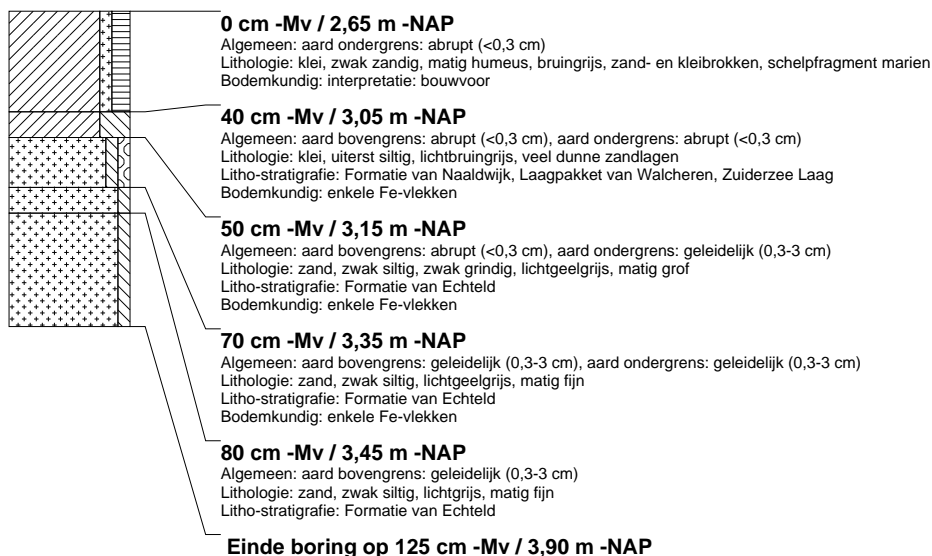 0 cm -Mv / 2,65 m -NAP
Algemeen: aard ondergrens: abrupt (<0,3 cm)
Lithologie: klei, zwak zandig, matig humeus, bruingrijs, zand- en kleibrokken, schelpfragment marien
Bodemkundig: interpretatie: bouwvoor
40 cm -Mv / 3,05 m -NAP
Algemeen: aard bovengrens: abrupt (<0,3 cm), aard ondergrens: abrupt (<0,3 cm)
Lithologie: klei, uiterst siltig, lichtbruingrijs, veel dunne zandlagen
Litho-stratigrafie: Formatie van Naaldwijk, Laagpakket van Walcheren, Zuiderzee Laag
Bodemkundig: enkele Fe-vlekken
50 cm -Mv / 3,15 m -NAP
Algemeen: aard bovengrens: abrupt (<0,3 cm), aard ondergrens: geleidelijk (0,3-3 cm)
Lithologie: zand, zwak siltig, zwak grindig, lichtgeelgrijs, matig grof
Litho-stratigrafie: Formatie van Echteld
Bodemkundig: enkele Fe-vlekken
70 cm -Mv / 3,35 m -NAP
Algemeen: aard bovengrens: geleidelijk (0,3-3 cm), aard ondergrens: geleidelijk (0,3-3 cm)
Lithologie: zand, zwak siltig, lichtgeelgrijs, matig fijn
Litho-stratigrafie: Formatie van Echteld
Bodemkundig: enkele Fe-vlekken
80 cm -Mv / 3,45 m -NAP
Algemeen: aard bovengrens: geleidelijk (0,3-3 cm)
Lithologie: zand, zwak siltig, lichtgrijs, matig fijn
Litho-stratigrafie: Formatie van Echteld
Einde boring op 125 cm -Mv / 3,90 m -NAP